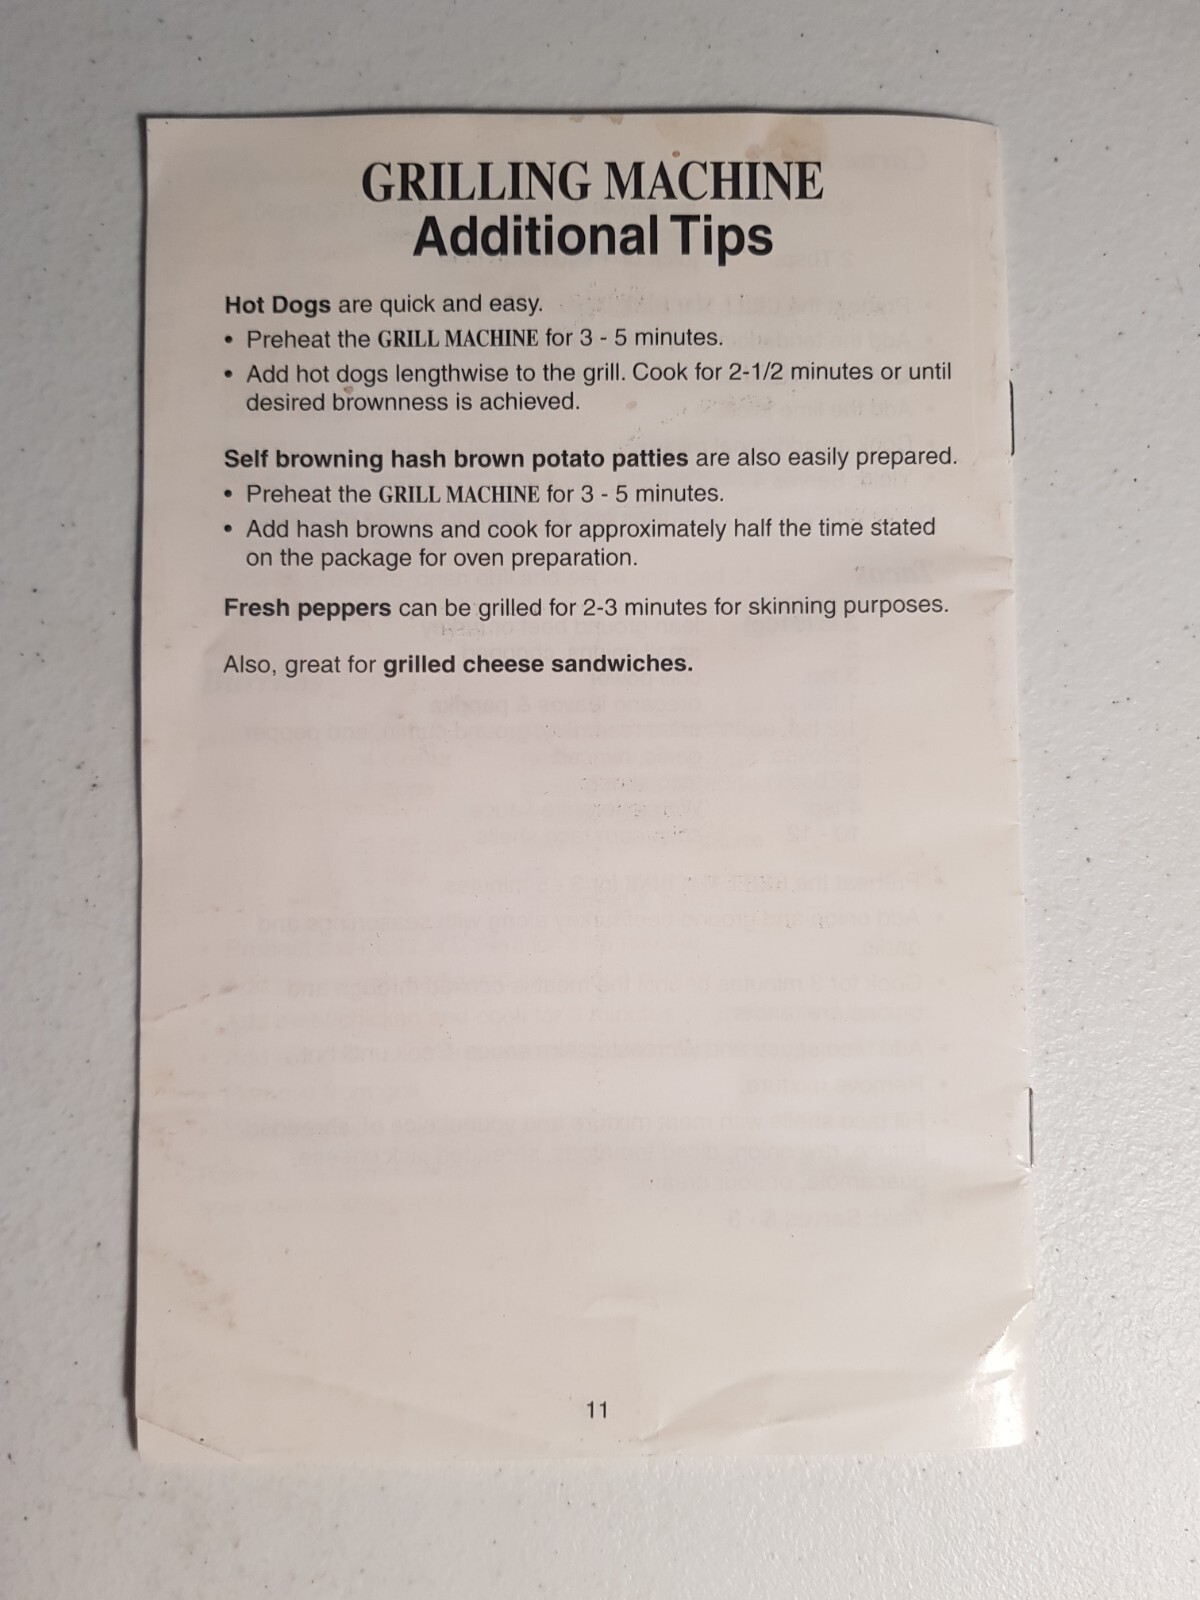 GRILLING MACHINE
Additional Tips
Hot Dogs are quick and easy.
• Preheat the GRILL MACHINE for 3 - 5 minutes.
• Add hot dogs lengthwise to the grill. Cook for 2-1/2 minutes or until
desired brownness is achieved.
Self browning hash brown potato patties are also easily prepared.
• Preheat the GRILL MACHINE for 3 - 5 minutes.
• Add hash browns and cook for approximately half the time stated
on the package for oven preparation.
Fresh peppers can be grilled for 2-3 minutes for skinning purposes.
Also, great for grilled cheese sandwiches.
11